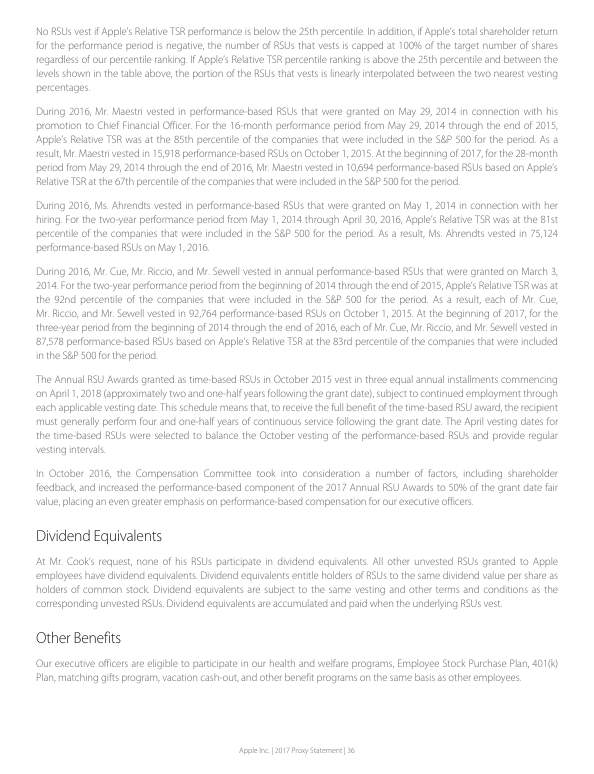 No RSUs vest if Apple's Relative TSR performance is below the 25th percentile. In addition, if Apple's total shareholder return
for the performance period is negative, the number of RSUs that vests is capped at 100% of the target number of shares
regardless of our percentile ranking. If Apple's Relative TSR percentile ranking is above the 25th percentile and between the
levels shown in the table above, the portion of the RSUs that vests is linearly interpolated between the two nearest vesting
percentages.
During 2016, Mr. Maestri vested in performance-based RSUs that were granted on May 29, 2014 in connection with his
promotion to Chief Financial Officer. For the 16-month performance period from May 29, 2014 through the end of 2015,
Apple's Relative TSR was at the 85th percentile of the companies that were included in the S&P 500 for the period. As a
result, Mr. Maestri vested in 15,918 performance-based RSUs on October 1, 2015. At the beginning of 2017, for the 28-month
period from May 29, 2014 through the end of 2016, Mr. Maestri vested in 10,694 performance-based RSUs based on Apple's
Relative TSR at the 67th percentile of the companies that were included in the S&P 500 for the period.
During 2016, Ms. Ahrendts vested in performance-based RSUs that were granted on May 1, 2014 in connection with her
hiring. For the two-year performance period from May 1, 2014 through April 30, 2016, Apple's Relative TSR was at the 81st
percentile of the companies that were included in the S&P 500 for the period. As a result, Ms. Ahrendts vested in 75,124
performance-based RSUs on May 1, 2016.
During 2016, Mr. Cue, Mr. Riccio, and Mr. Sewell vested in annual performance-based RSUs that were granted on March 3,
2014. For the two-year performance period from the beginning of 2014 through the end of 2015, Apple's Relative TSR was at
the 92nd percentile of the companies that were included in the S&P 500 for the period. As a result, each of Mr. Cue,
Mr. Riccio, and Mr. Sewell vested in 92,764 performance-based RSUs on October 1, 2015. At the beginning of 2017, for the
three-year period from the beginning of 2014 through the end of 2016, each of Mr. Cue, Mr. Riccio, and Mr. Sewell vested in
87,578 performance-based RSUs based on Apple's Relative TSR at the 83rd percentile of the companies that were included
in the S&P 500 for the period.
The Annual RSU Awards granted as time-based RSUs in October 2015 vest in three equal annual installments commencing
on April 1, 2018 (approximately two and one-half years following the grant date), subject to continued employment through
each applicable vesting date. This schedule means that, to receive the full benefit of the time-based RSU award, the recipient
must generally perform four and one-half years of continuous service following the grant date. The April vesting dates for
the time-based RSUs were selected to balance the October vesting of the performance-based RSUs and provide regular
vesting intervals.
In October 2016, the Compensation Committee took into consideration a number of factors, including shareholder
feedback, and increased the performance-based component of the 2017 Annual RSU Awards to 50% of the grant date fair
value, placing an even greater emphasis on performance-based compensation for our executive officers.
Dividend Equivalents
At Mr. Cook's request, none of his RSUs participate in dividend equivalents. All other unvested RSUs granted to Apple
employees have dividend equivalents. Dividend equivalents entitle holders of RSUs to the same dividend value per share as
holders of common stock. Dividend equivalents are subject to the same vesting and other terms and conditions as the
corresponding unvested RSUs. Dividend equivalents are accumulated and paid when the underlying RSUs vest.
Other Benefits
Our executive officers are eligible to participate in our health and welfare programs, Employee Stock Purchase Plan, 401(k)
Plan, matching gifts program, vacation cash-out, and other benefit programs on the same basis as other employees.
Apple Inc. | 2017 Proxy Statement | 36